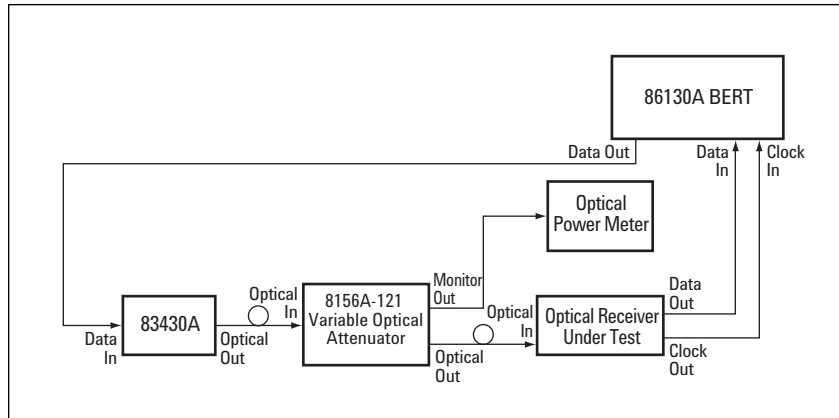 86130A BERT
Data Out
Data
In
Clock
In
Optical
Power Meter
Monitor
Out
Data
Out
Optical
In
8156A-121
Variable Optical
Attenuator
Optical
In
Optical Receiver
Under Test
83430A
Data
In
Optical
Out
Optical
Out
Clock
Out